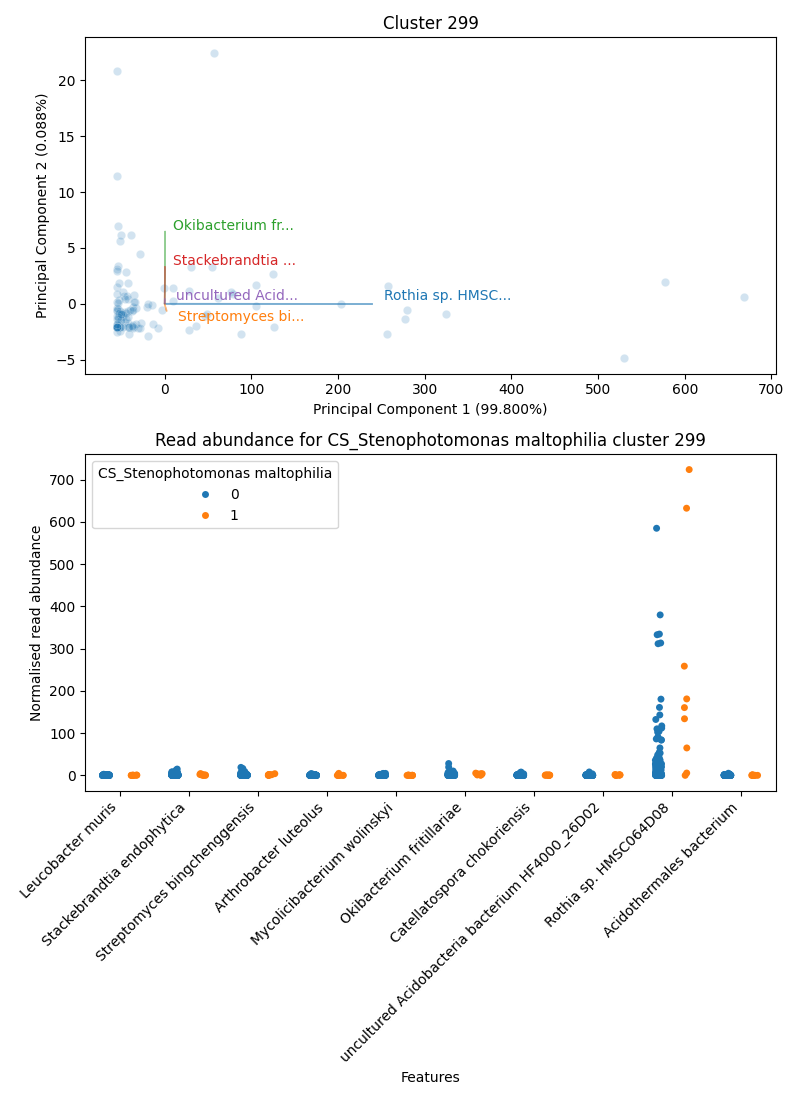 Cluster 299
20
15
10
5
0
−5
Principal Component 2 (0.088%)
Okibacterium fr...
Stackebrandtia ...
uncultured Acid...
Rothia sp. HMSC...
Streptomyces bi...
0 100 200 300 400 500 600 700
Principal Component 1 (99.800%)
Read abundance for CS_Stenophotomonas maltophilia cluster 299
CS_Stenophotomonas maltophilia
0
1
700
600
500
400
300
200
100
0
Normalised read abundance
Leucobacter muris
Stackebrandtia endophytica
Streptomyces bingchenggensis
Arthrobacter luteolus
Mycolicibacterium wolinskyi
Okibacterium fritillariae
Catellatospora chokoriensis
uncultured Acidobacteria bacterium HF4000_26D02
Rothia sp. HMSC064D08
Acidothermales bacterium
Features